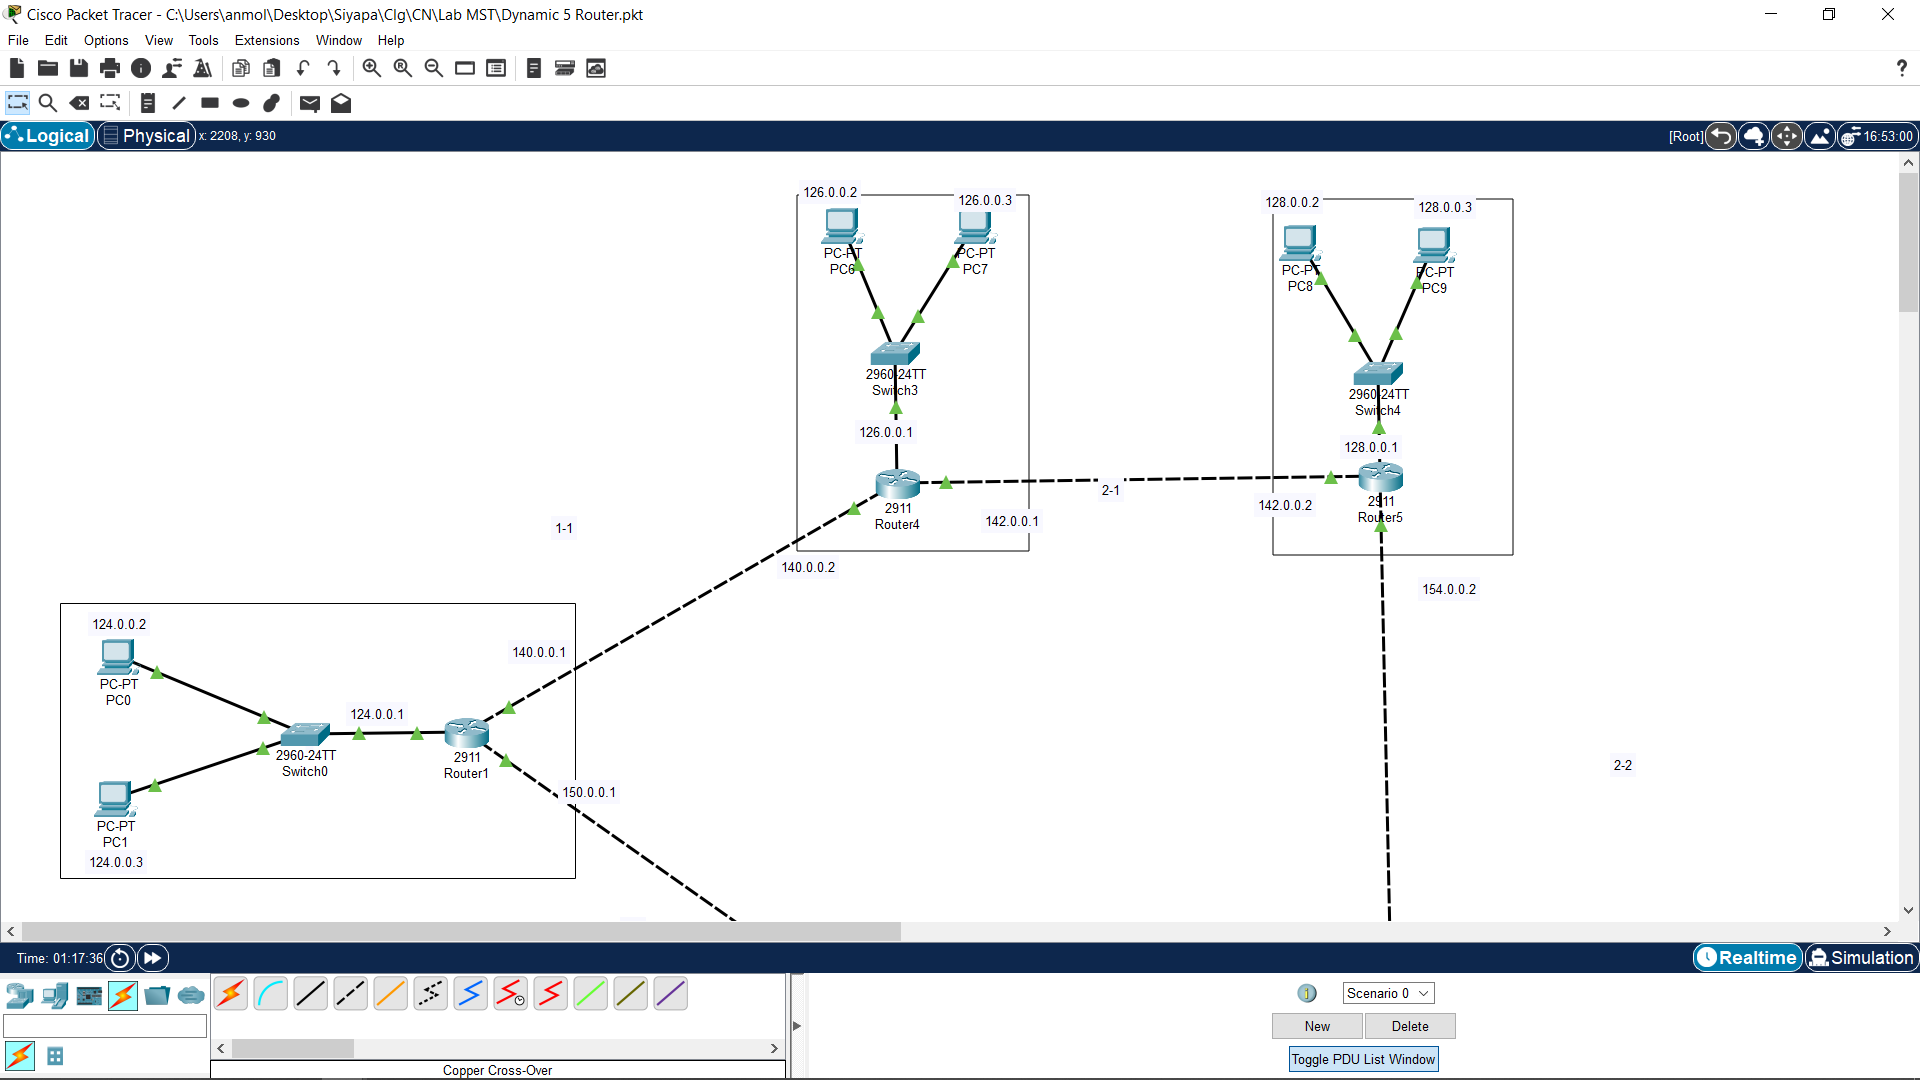 Cisco Packet Tracer - C:\Users\anmol\Desktop\Siyapa\Clg\CN\Lab MST\Dynamic 5 Router.pkt
File Edit Options View Tools Extensions Window Help
Logical Physical x: 2208, y: 930
[Root] 16:53:00
126.0.0.2
126.0.0.3
PC-PT
PC6
PC-PT
PC7
2960-24TT
Switch3
126.0.0.1
2911
Router4
142.0.0.1
140.0.0.2
128.0.0.2
128.0.0.3
PC-PT
PC8
PC-PT
PC9
2960-24TT
Switch4
128.0.0.1
2911
Router5
142.0.0.2
2-1
154.0.0.2
1-1
2-2
124.0.0.2
PC-PT
PC0
140.0.0.1
124.0.0.1
2960-24TT
Switch0
2911
Router1
150.0.0.1
PC-PT
PC1
124.0.0.3
Time: 01:17:36
Realtime Simulation
Scenario 0
New Delete
Toggle PDU List Window
Copper Cross-Over